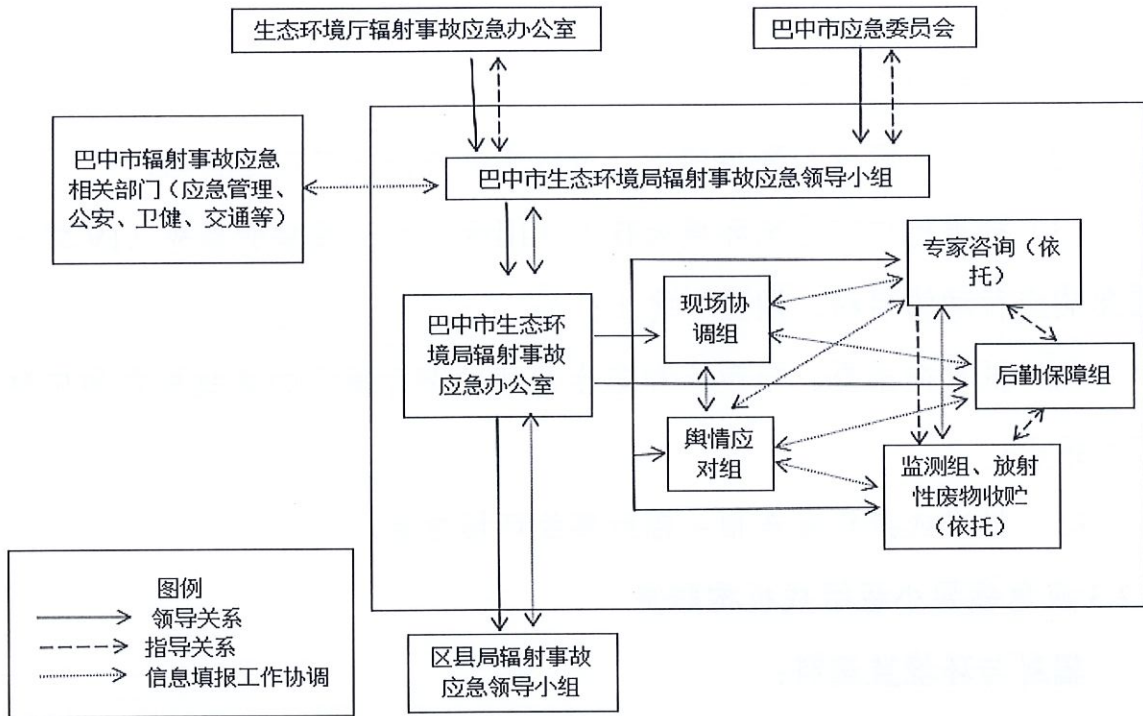 生态环境厅辐射事故应急办公室
巴中市应急委员会
巴中市辐射事故应急
相关部门（应急管理、
公安、卫健、交通等）
巴中市生态环境局辐射事故应急领导小组
巴中市生态环
境局辐射事故
应急办公室
现场协
调组
舆情应
对组
专家咨询（依
托）
后勤保障组
监测组、放射
性废物收贮
（依托）
区县局辐射事故
应急领导小组
图例
领导关系
指导关系
信息填报工作协调